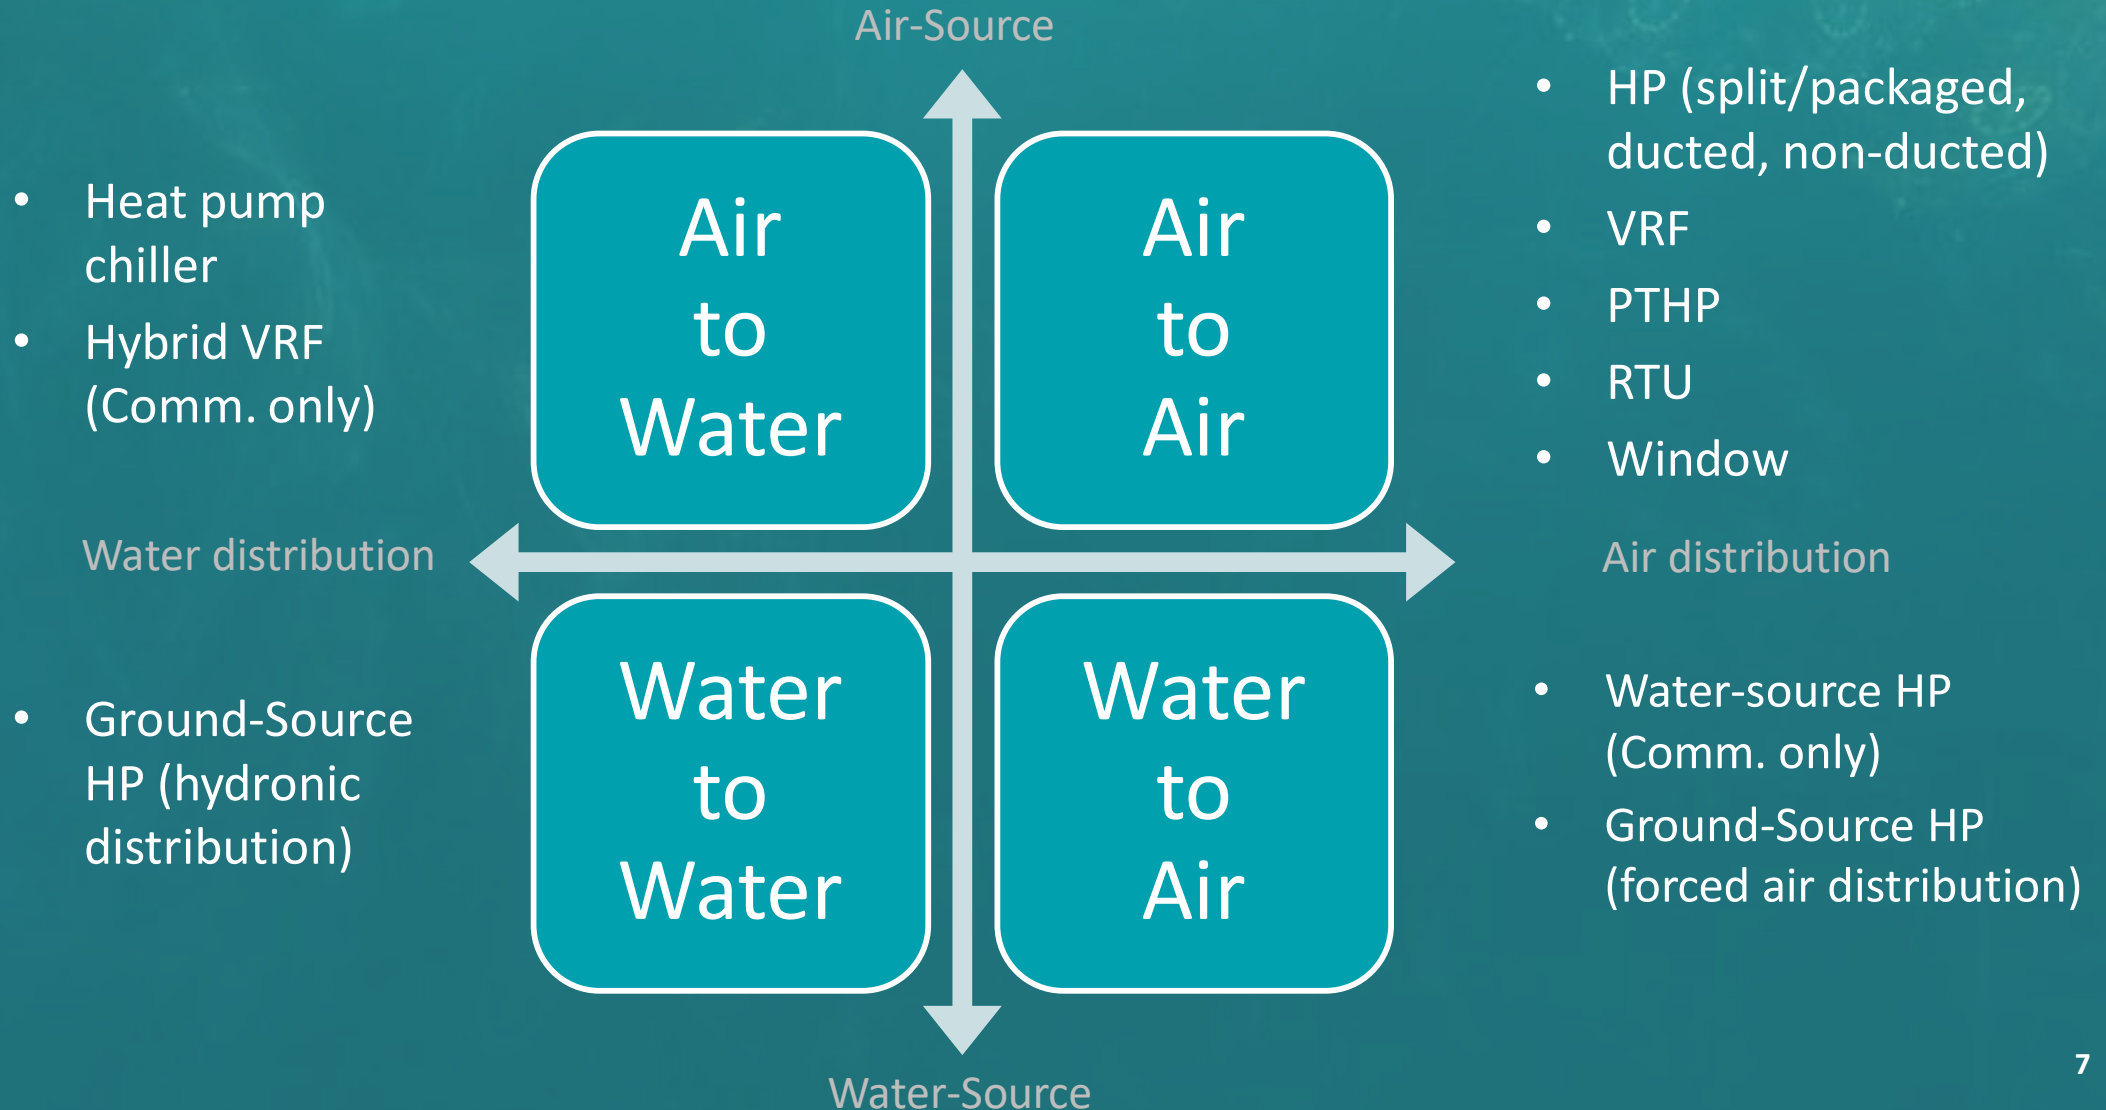 Air-Source
• Heat pump
chiller
• Hybrid VRF
(Comm. only)
Air
to
Water
Air
to
Air
• HP (split/packaged,
ducted, non-ducted)
• VRF
• PTHP
• RTU
• Window
Water distribution
Air distribution
• Ground-Source
HP (hydronic
distribution)
Water
to
Water
Water
to
Air
• Water-source HP
(Comm. only)
• Ground-Source HP
(forced air distribution)
Water-Source
7